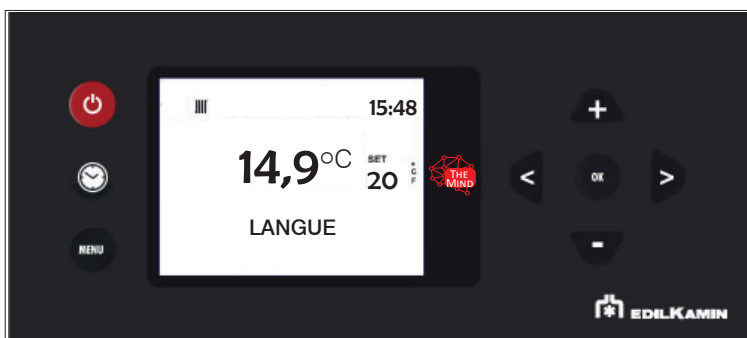 15:48
14,9°C
SET
20
°
C
F
LANGUE
THE
MIND
MENU
+
<
OK
>
-
EDILKAMIN